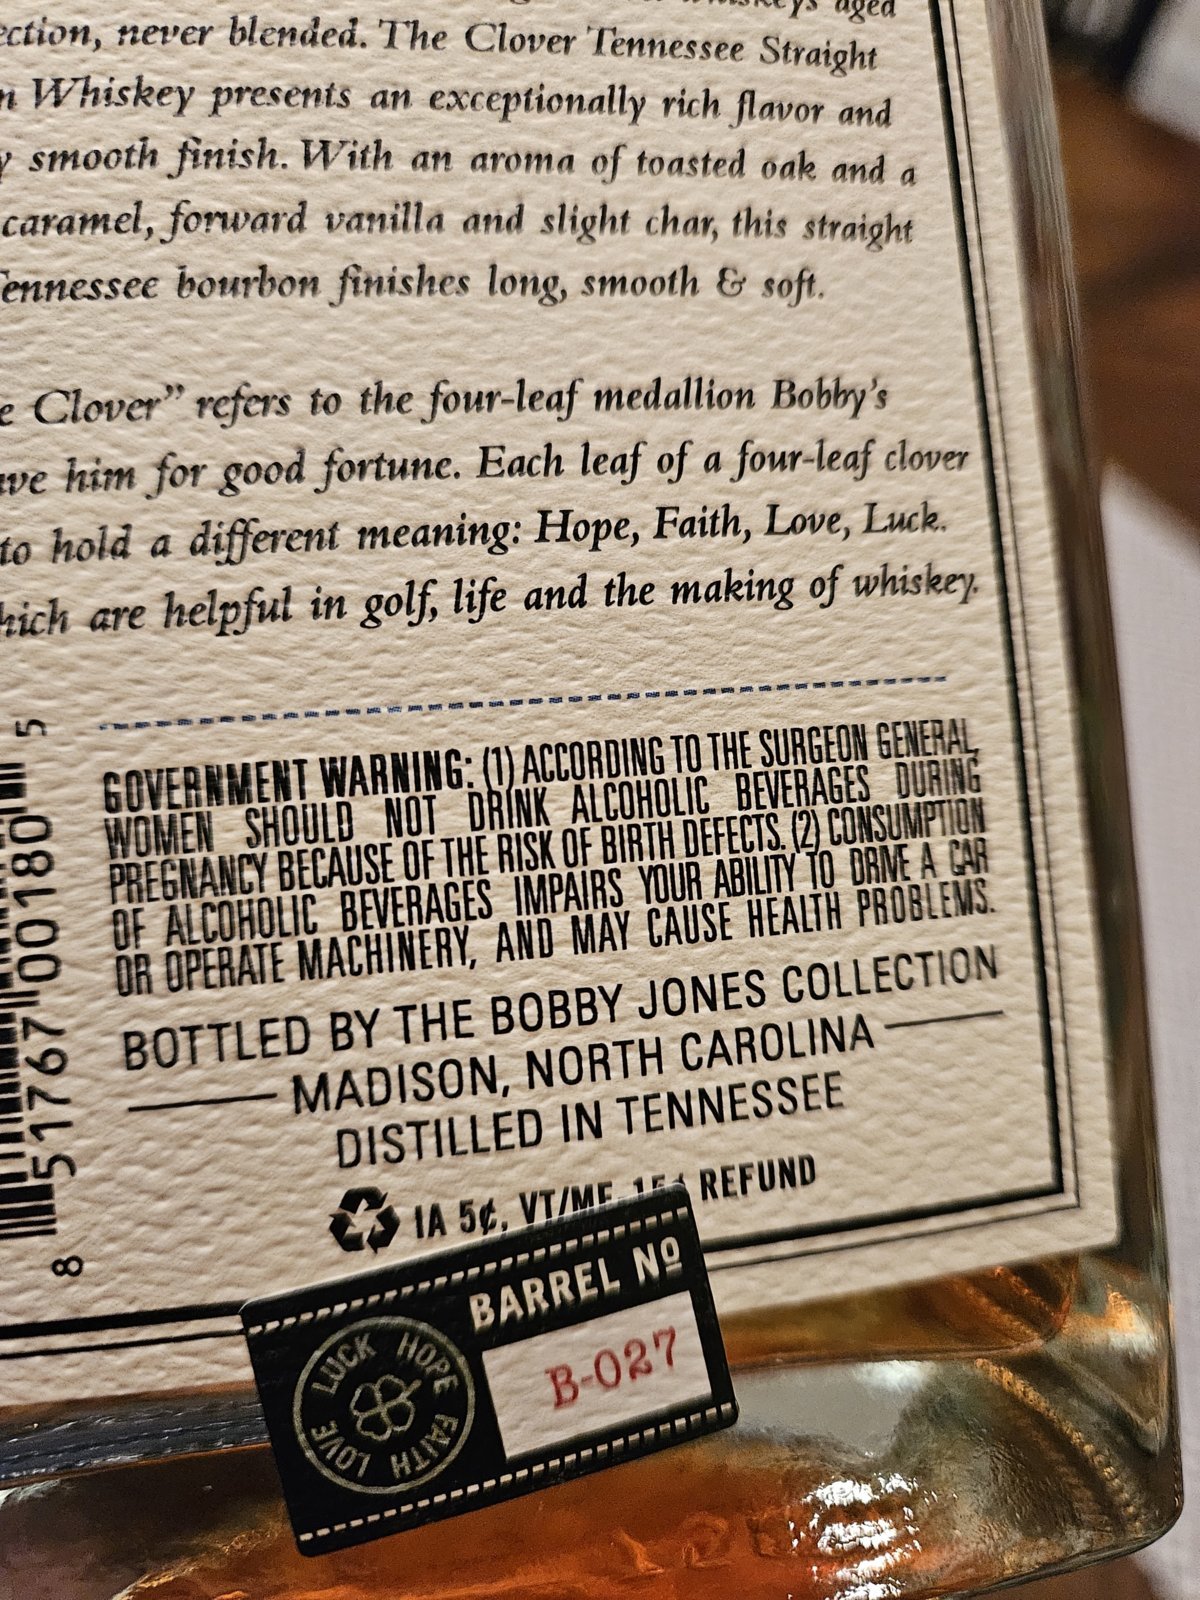 aged
never blended. The Clover Tennessee Straight
Whiskey presents an exceptionally rich flavor and
smooth finish. With an aroma of toasted oak and a
caramel, forward vanilla and slight char, this straight
Tennessee bourbon finishes long, smooth & soft.
Clover” refers to the four-leaf medallion Bobby's
him for good fortune. Each leaf of a four-leaf clover
to hold a different meaning: Hope, Faith, Love, Luck.
are helpful in golf, life and the making of whiskey.
GOVERNMENT WARNING: (1) ACCORDING TO THE SURGEON GENERAL,
WOMEN SHOULD NOT DRINK ALCOHOLIC BEVERAGES DURING
PREGNANCY BECAUSE OF THE RISK OF BIRTH DEFECTS. (2) CONSUMPTION
OF ALCOHOLIC BEVERAGES IMPAIRS YOUR ABILITY TO DRIVE A CAR
OR OPERATE MACHINERY, AND MAY CAUSE HEALTH PROBLEMS.
BOTTLED BY THE BOBBY JONES COLLECTION
MADISON, NORTH CAROLINA
DISTILLED IN TENNESSEE
IA 5¢, VT/ME 15¢ REFUND
8 51767 00180 5
BARREL Nº
B-027
LUCK HOPE FAITH LOVE